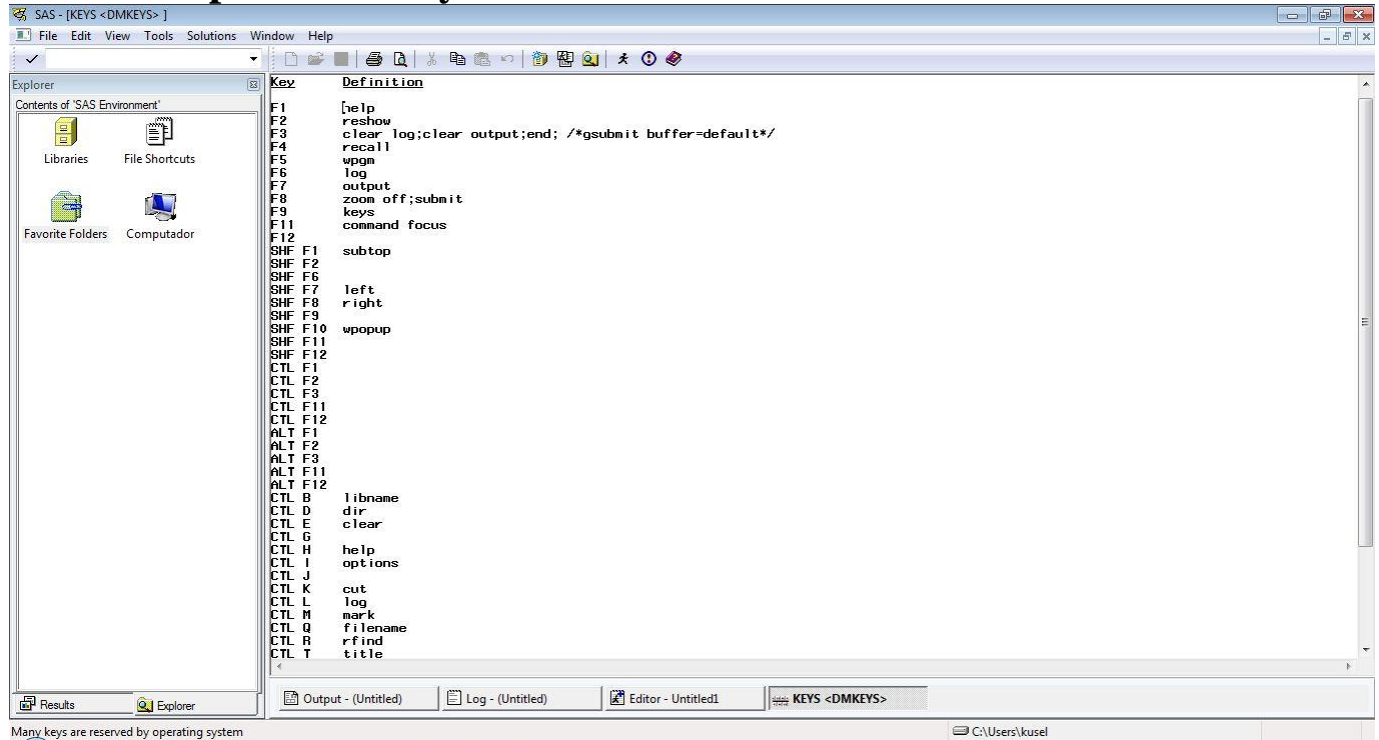 SAS - [KEYS <DMKEYS> ]
File Edit View Tools Solutions Window Help
Explorer
Contents of 'SAS Environment'
Libraries File Shortcuts
Favorite Folders Computador
Key Definition
F1 help
F2 reshow
F3 clear log;clear output;end; /*gsubmit buffer=default*/
F4 recall
F5 wpgm
F6 log
F7 output
F8 zoom off;submit
F9 keys
F11 command focus
F12
SHF F1 subtop
SHF F2
SHF F6
SHF F7 left
SHF F8 right
SHF F9
SHF F10 wpopup
SHF F11
SHF F12
CTL F1
CTL F2
CTL F3
CTL F11
CTL F12
ALT F1
ALT F2
ALT F3
ALT F11
ALT F12
CTL B libname
CTL D dir
CTL E clear
CTL G
CTL H help
CTL I options
CTL J
CTL K cut
CTL L log
CTL M mark
CTL Q filename
CTL R rfind
CTL T title
Results Explorer
Output - (Untitled) Log - (Untitled) Editor - Untitled1 KEYS <DMKEYS>
Many keys are reserved by operating system C:\Users\kusel